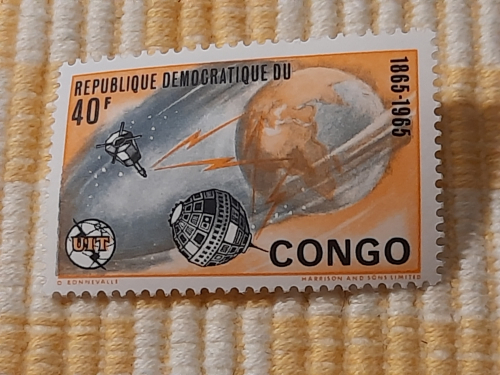 REPUBLIQUE DEMOCRATIQUE DU
40F
1865-1965
UIT
CONGO
O BONNEVALLE
HARRISON AND SONS LIMITED